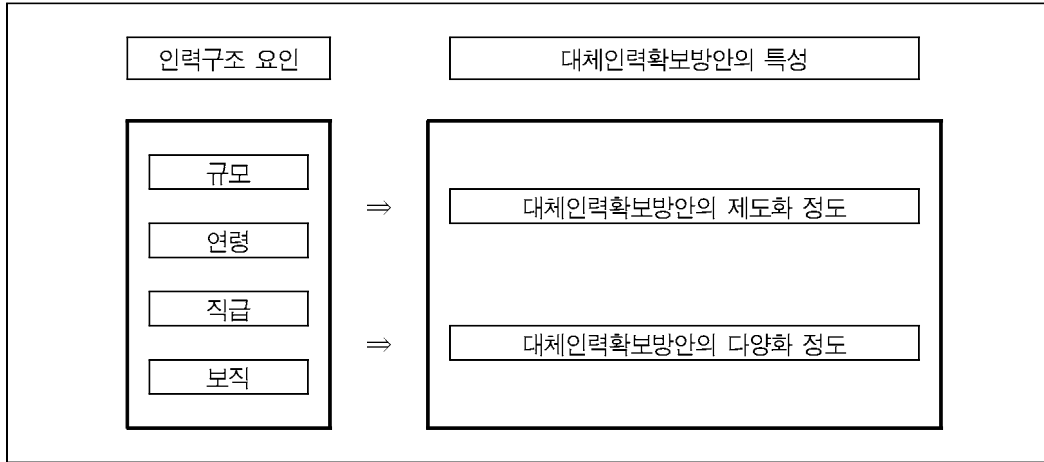 인력구조 요인
대체인력확보방안의 특성
규모
연령
직급
보직
⇒
⇒
대체인력확보방안의 제도화 정도
대체인력확보방안의 다양화 정도